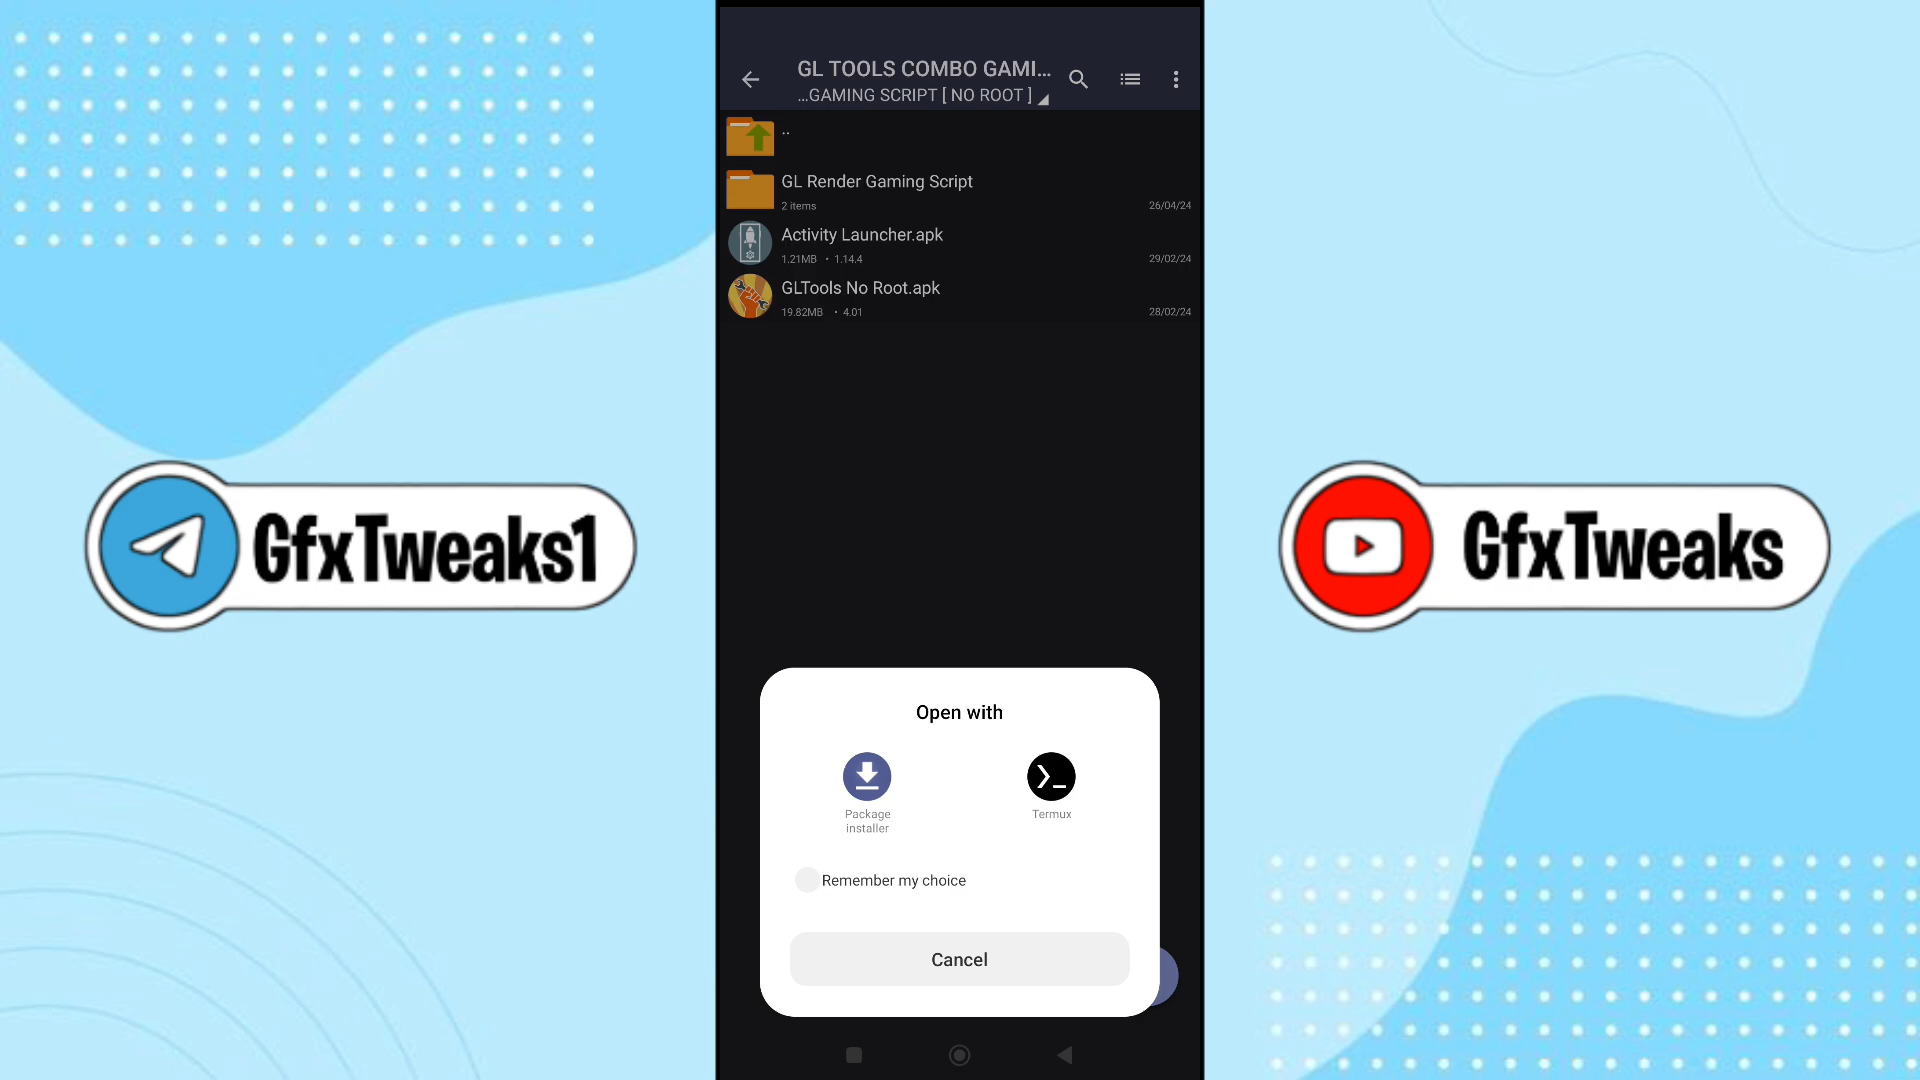 GL TOOLS COMBO GAMI...
...GAMING SCRIPT [ NO ROOT ]
..
GL Render Gaming Script
2 items
26/04/24
Activity Launcher.apk
1.21MB • 1.14.4
29/02/24
GLTools No Root.apk
19.82MB • 4.01
28/02/24
GfxTweaks1
GfxTweaks
Open with
Package
installer
Termux
Remember my choice
Cancel